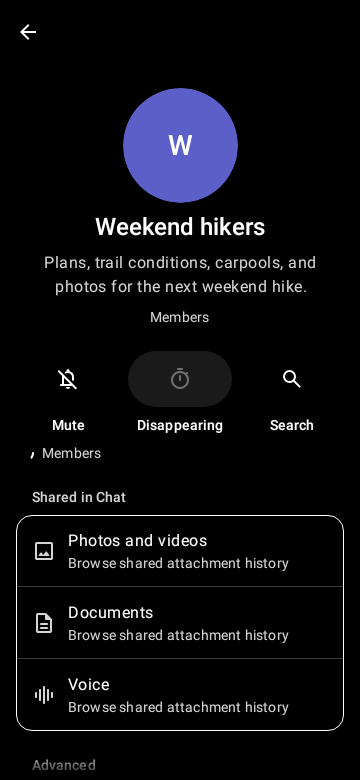 W
Weekend hikers
Plans, trail conditions, carpools, and
photos for the next weekend hike.
Members
Mute
Disappearing
Search
Members
Shared in Chat
Photos and videos
Browse shared attachment history
Documents
Browse shared attachment history
Voice
Browse shared attachment history
Advanced